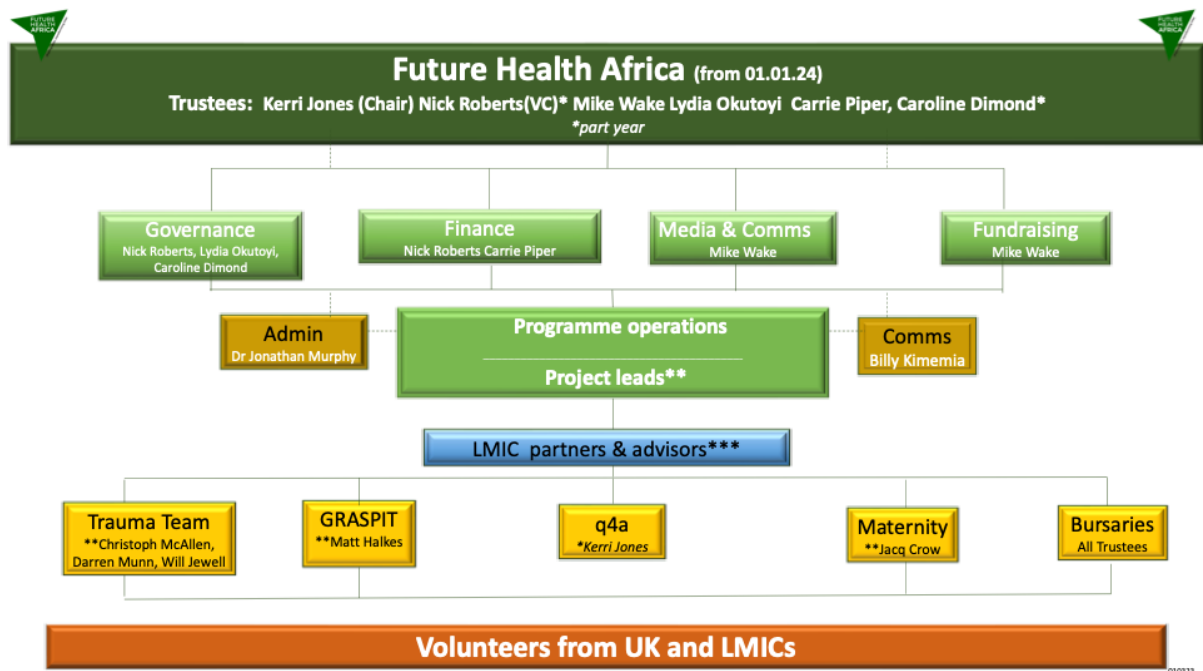 FUTURE
HEALTH
AFRICA
FUTURE
HEALTH
AFRICA
Future Health Africa (from 01.01.24)
Trustees: Kerri Jones (Chair) Nick Roberts(VC)* Mike Wake Lydia Okutoyi Carrie Piper, Caroline Dimond*
*part year
Governance
Nick Roberts, Lydia Okutoyi,
Caroline Dimond
Finance
Nick Roberts Carrie Piper
Media & Comms
Mike Wake
Fundraising
Mike Wake
Admin
Dr Jonathan Murphy
Programme operations
Project leads**
Comms
Billy Kimemia
LMIC partners & advisors***
Trauma Team
**Christoph McAllen,
Darren Munn, Will Jewell
GRASPIT
**Matt Halkes
q4a
*Kerri Jones
Maternity
**Jacq Crow
Bursaries
All Trustees
Volunteers from UK and LMICs